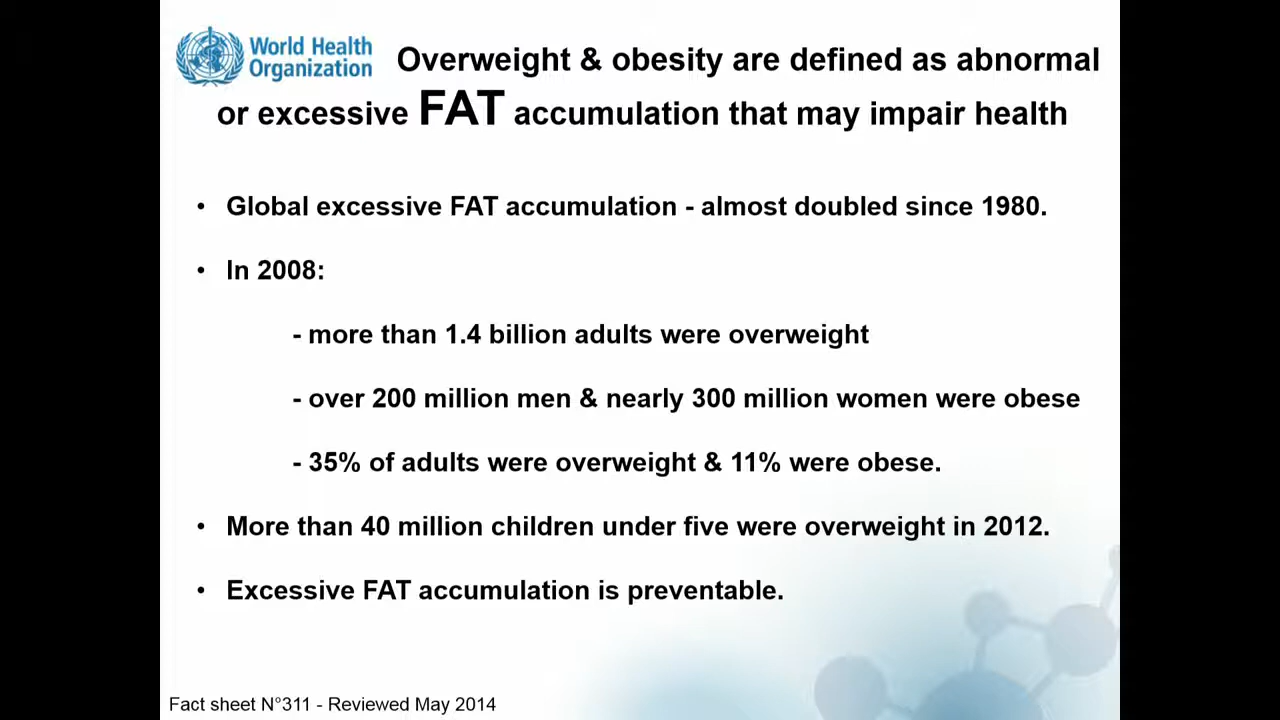 World Health
Organization
Overweight & obesity are defined as abnormal
or excessive FAT accumulation that may impair health
• Global excessive FAT accumulation - almost doubled since 1980.
• In 2008:
- more than 1.4 billion adults were overweight
- over 200 million men & nearly 300 million women were obese
- 35% of adults were overweight & 11% were obese.
• More than 40 million children under five were overweight in 2012.
• Excessive FAT accumulation is preventable.
Fact sheet N°311 - Reviewed May 2014